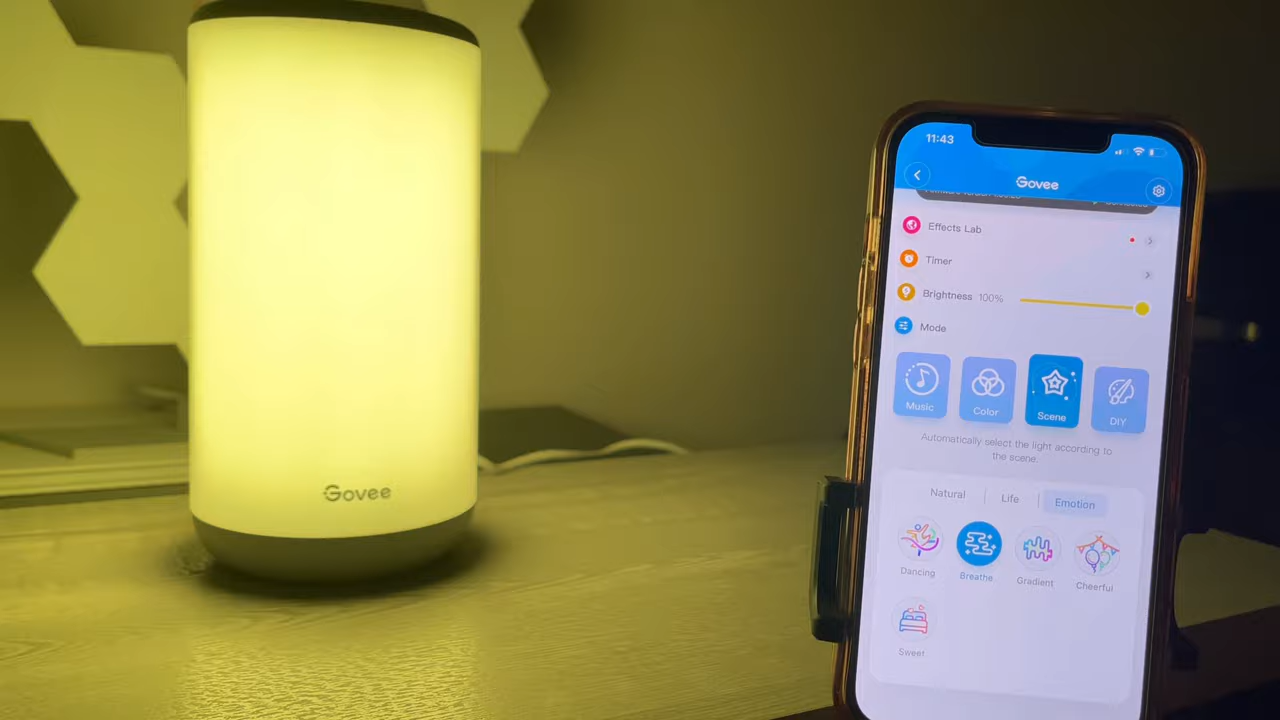 Govee
11:43
Govee
Effects Lab
Timer
Brightness 100%
Mode
Music
Color
Scene
DIY
Automatically select the light according to
the scene.
Natural
Life
Emotion
Dancing
Breathe
Gradient
Cheerful
Sweet